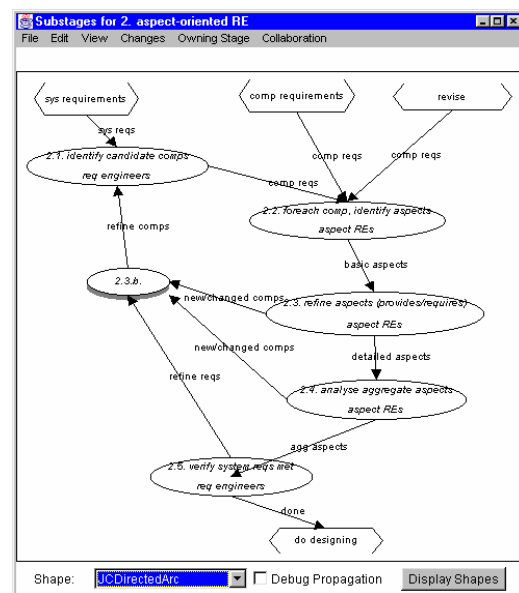 Substages for 2. aspect-oriented RE
File Edit View Changes Owning Stage Collaboration
sys requirements
comp requirements
revise
sys reqs
comp reqs
comp reqs
2.1. identify candidate comps
req engineers
comp reqs
2.2. foreach comp, identify aspects
aspect REs
refine comps
basic aspects
2.3.b.
new/changed comps
2.3. refine aspects (provides/requires)
aspect REs
new/changed comps
detailed aspects
refine reqs
2.4. analyse aggregate aspects
aspect REs
agg aspects
2.5. verify system reqs met
req engineers
done
do designing
Shape: JCDirectedArc Debug Propagation Display Shapes